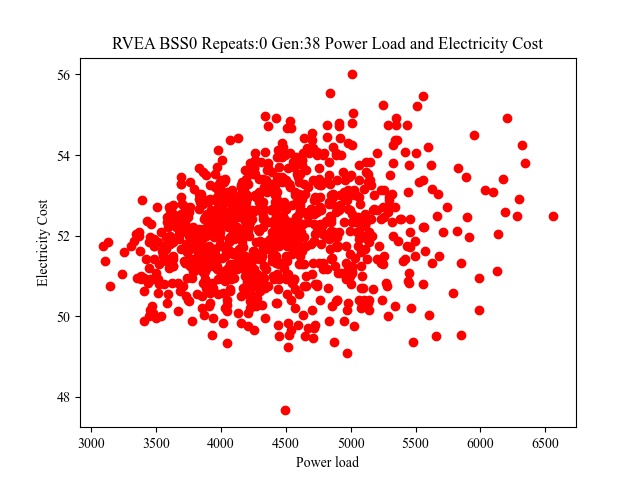 RVEA BSS0 Repeats:0 Gen:38 Power Load and Electricity Cost
56
54
52
50
48
Electricity Cost
3000 3500 4000 4500 5000 5500 6000 6500
Power load